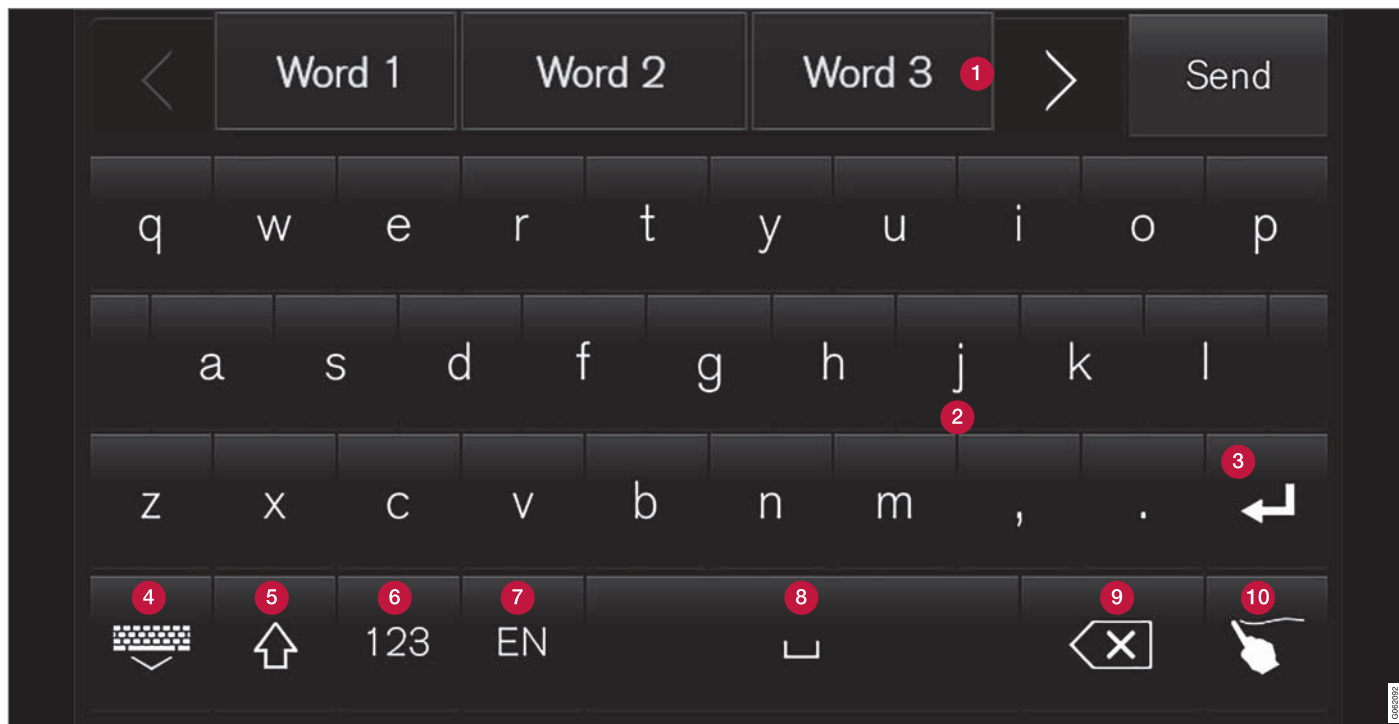 Word 1 Word 2 Word 3 1 Send
q w e r t y u i o p
a s d f g h j k l
2
3
z x c v b n m , .
4 5 6 7 8 9 10
123 EN
G062092